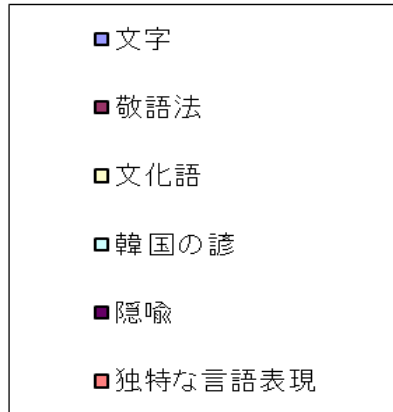 文字
敬語法
文化語
韓国の諺
隠喩
独特な言語表現